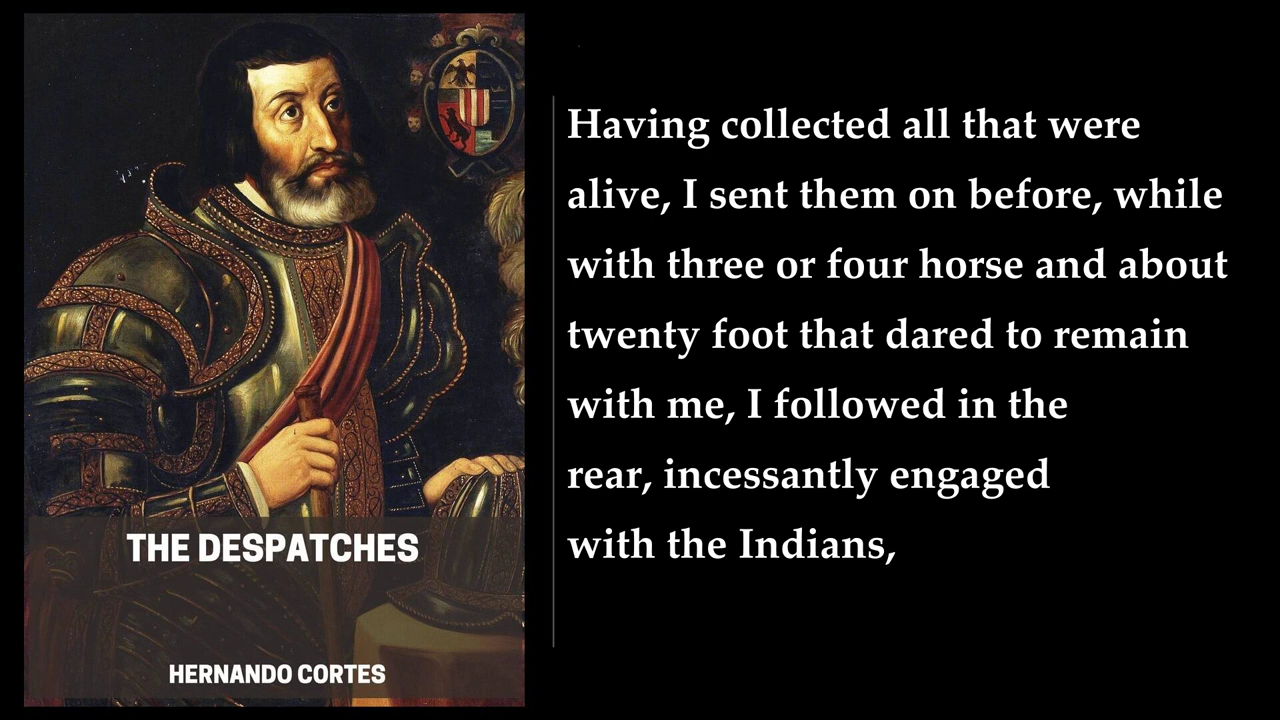 THE DESPATCHES
HERNANDO CORTES
Having collected all that were
alive, I sent them on before, while
with three or four horse and about
twenty foot that dared to remain
with me, I followed in the
rear, incessantly engaged
with the Indians,